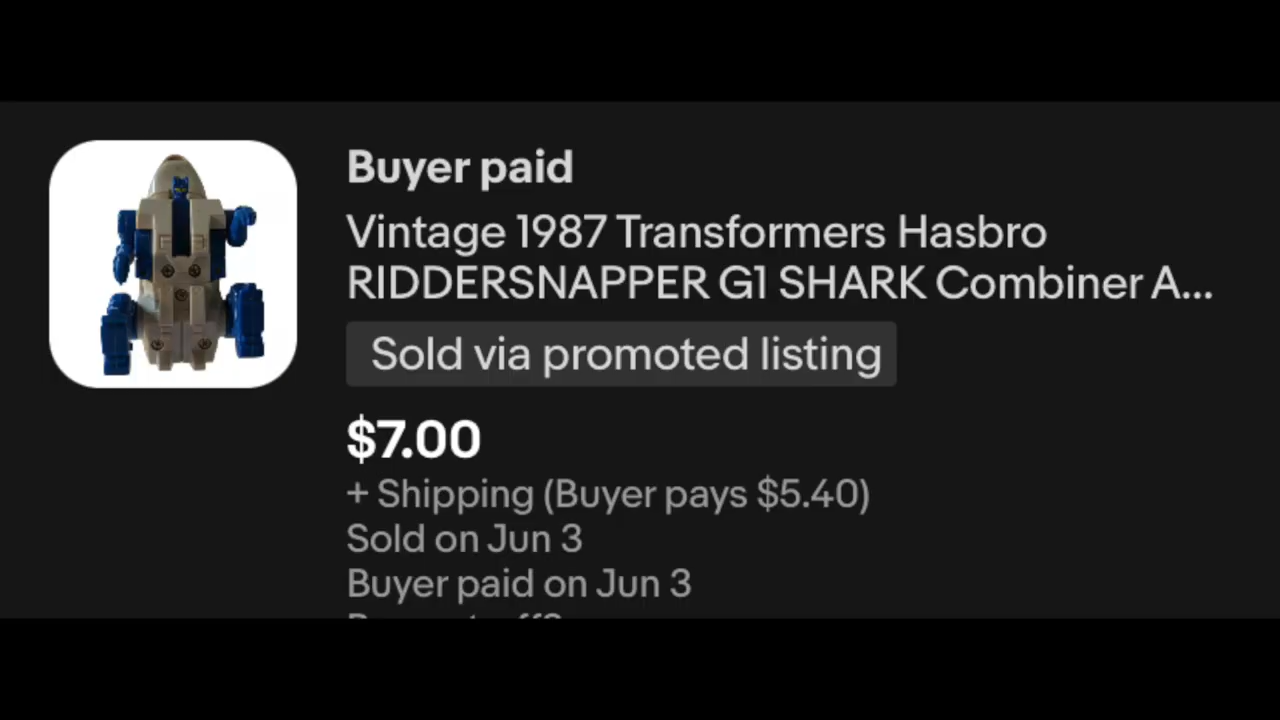 Buyer paid
Vintage 1987 Transformers Hasbro
RIDDERSNAPPER G1 SHARK Combiner A...
Sold via promoted listing
$7.00
+ Shipping (Buyer pays $5.40)
Sold on Jun 3
Buyer paid on Jun 3